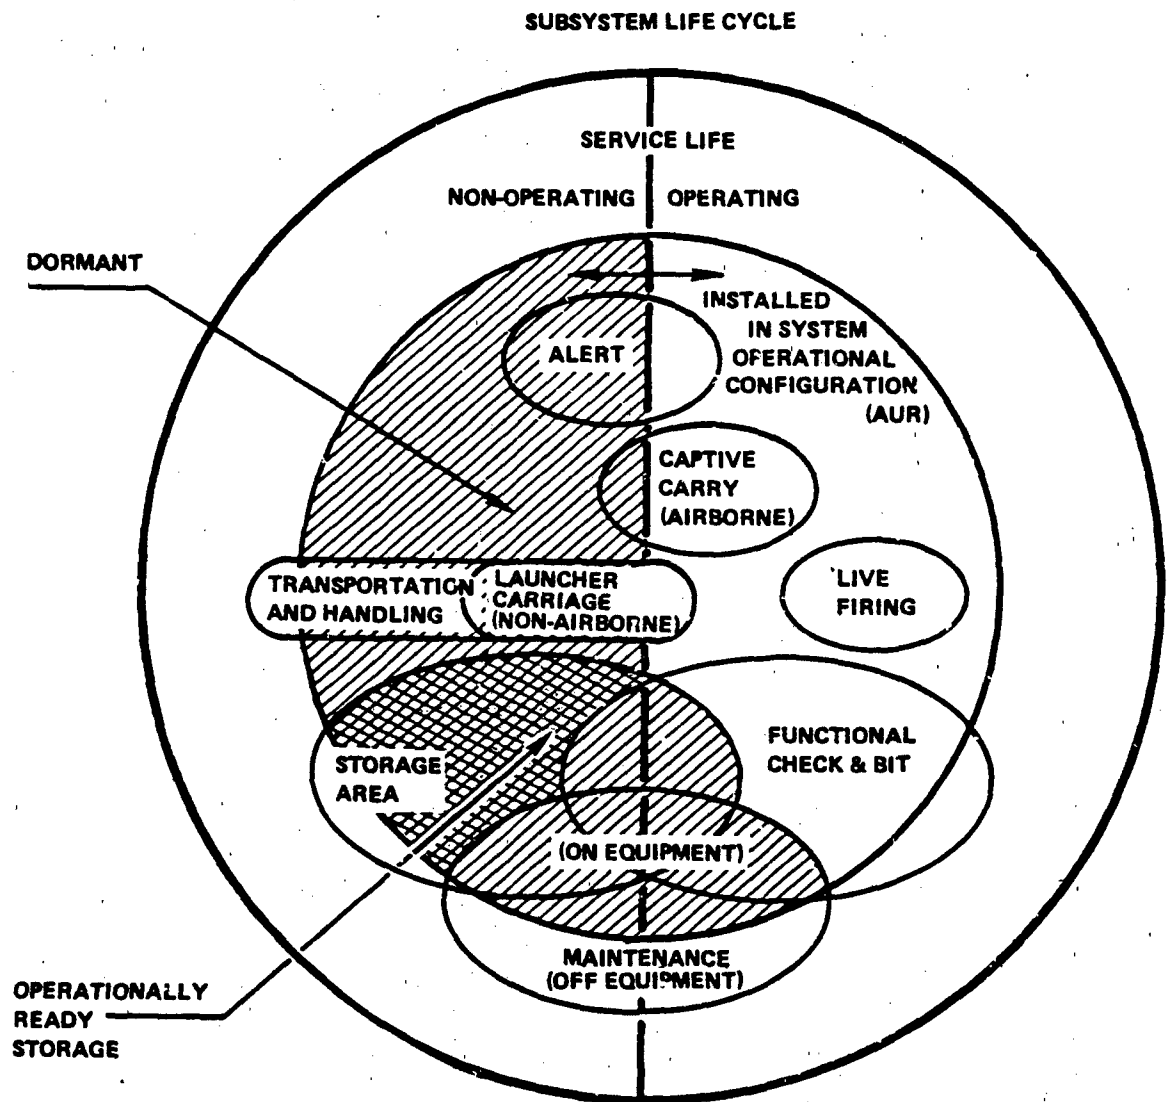 SUBSYSTEM LIFE CYCLE
SERVICE LIFE
NON-OPERATING
OPERATING
DORMANT
INSTALLED
IN SYSTEM
OPERATIONAL
CONFIGURATION
(AUR)
ALERT
CAPTIVE
CARRY
(AIRBORNE)
TRANSPORTATION
AND HANDLING
LAUNCHER
CARRIAGE
(NON-AIRBORNE)
LIVE
FIRING
STORAGE
AREA
FUNCTIONAL
CHECK & BIT
(ON EQUIPMENT)
MAINTENANCE
(OFF EQUIPMENT)
OPERATIONALLY
READY
STORAGE